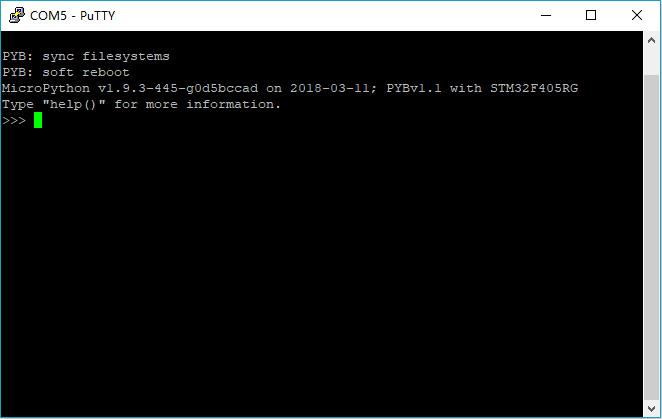 COM5 - PuTTY
PYB: sync filesystems
PYB: soft reboot
MicroPython v1.9.3-445-g0d5bccad on 2018-03-11; PYBv1.1 with STM32F405RG
Type "help()" for more information.
>>>